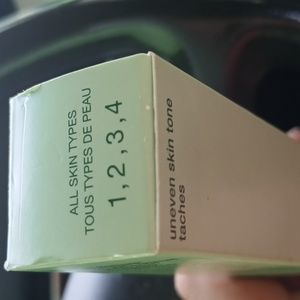 ALL SKIN TYPES
TOUS TYPES DE PEAU
1, 2, 3, 4
uneven skin tone
taches